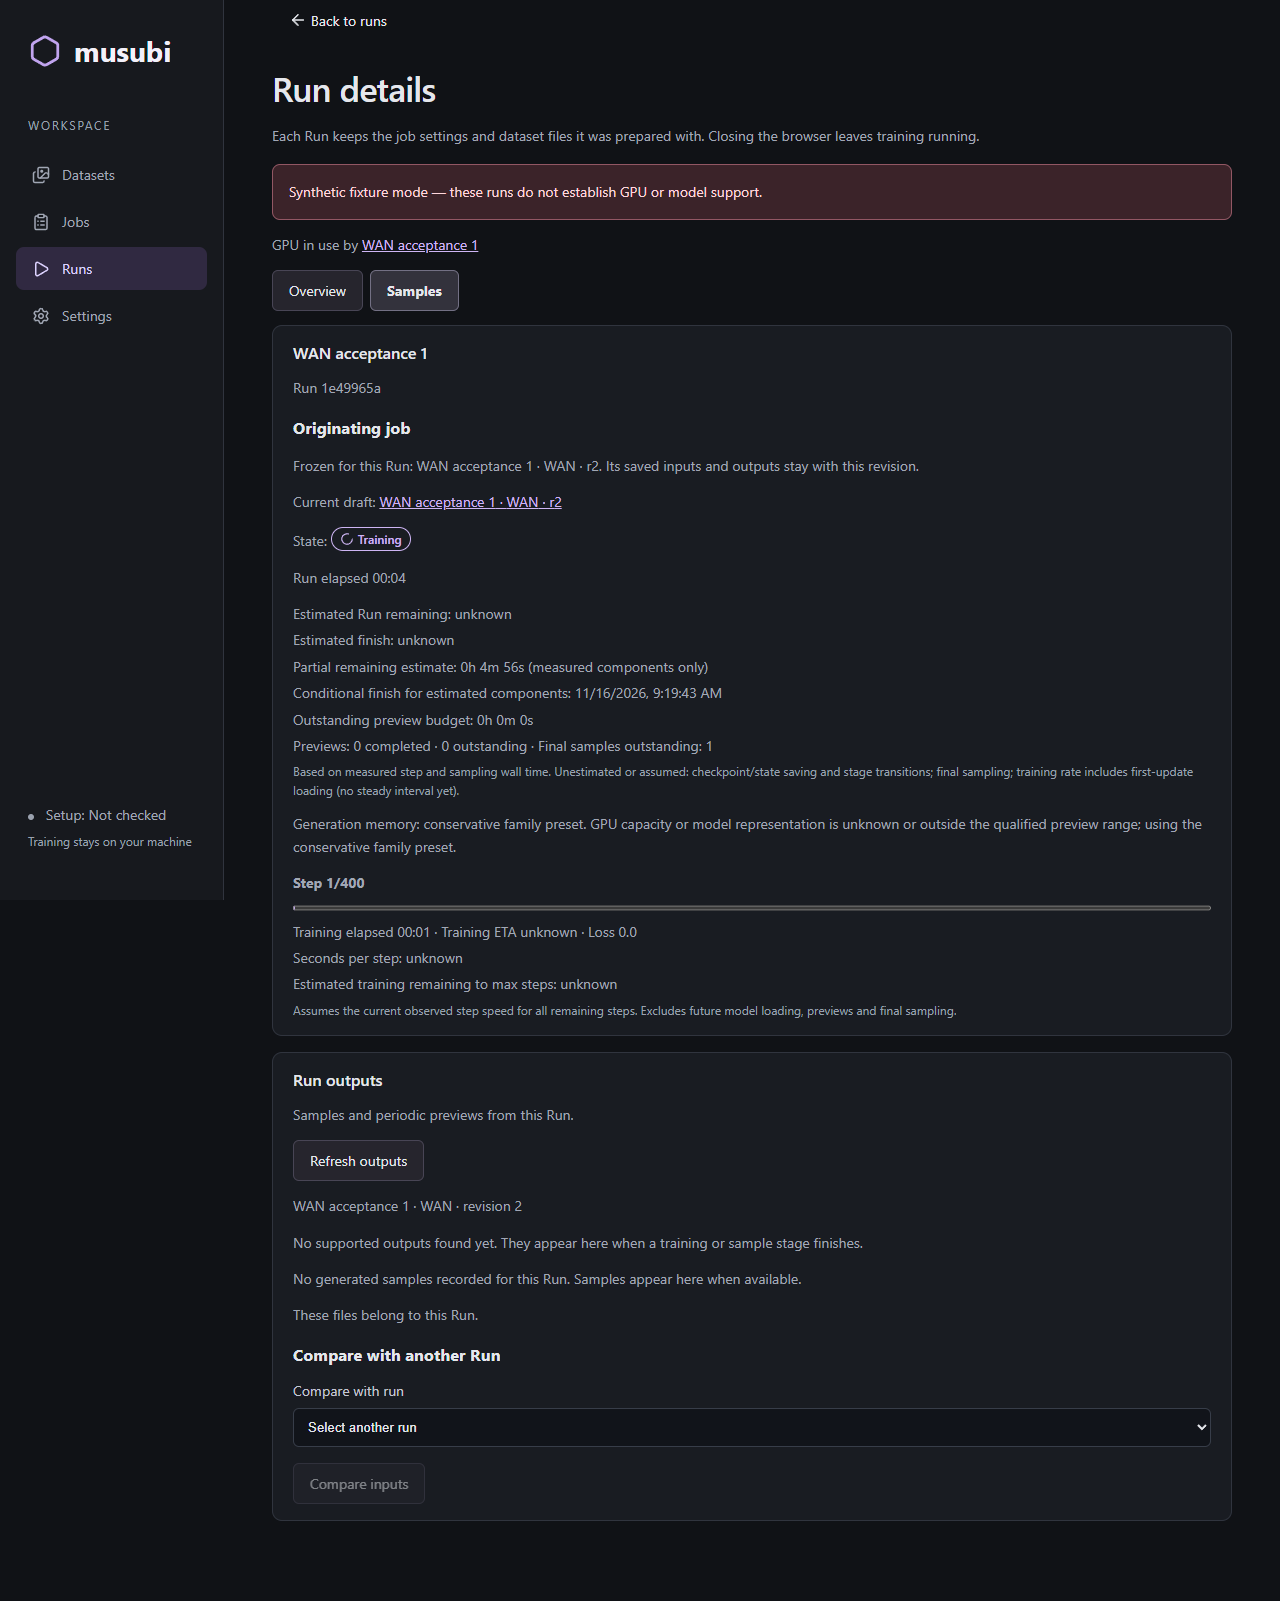 Back to runs
musubi
Run details
WORKSPACE
Each Run keeps the job settings and dataset files it was prepared with. Closing the browser leaves training running.
Datasets
Jobs
Runs
Settings
Synthetic fixture mode — these runs do not establish GPU or model support.
GPU in use by WAN acceptance 1
Overview
Samples
WAN acceptance 1
Run 1e49965a
Originating job
Frozen for this Run: WAN acceptance 1 · WAN · r2. Its saved inputs and outputs stay with this revision.
Current draft: WAN acceptance 1 · WAN · r2
State: Training
Run elapsed 00:04
Estimated Run remaining: unknown
Estimated finish: unknown
Partial remaining estimate: 0h 4m 56s (measured components only)
Conditional finish for estimated components: 11/16/2026, 9:19:43 AM
Outstanding preview budget: 0h 0m 0s
Previews: 0 completed · 0 outstanding · Final samples outstanding: 1
Based on measured step and sampling wall time. Unestimated or assumed: checkpoint/state saving and stage transitions; final sampling; training rate includes first-update
loading (no steady interval yet).
Setup: Not checked
Training stays on your machine
Generation memory: conservative family preset. GPU capacity or model representation is unknown or outside the qualified preview range; using the
conservative family preset.
Step 1/400
Training elapsed 00:01 · Training ETA unknown · Loss 0.0
Seconds per step: unknown
Estimated training remaining to max steps: unknown
Assumes the current observed step speed for all remaining steps. Excludes future model loading, previews and final sampling.
Run outputs
Samples and periodic previews from this Run.
Refresh outputs
WAN acceptance 1 · WAN · revision 2
No supported outputs found yet. They appear here when a training or sample stage finishes.
No generated samples recorded for this Run. Samples appear here when available.
These files belong to this Run.
Compare with another Run
Compare with run
Select another run
Compare inputs